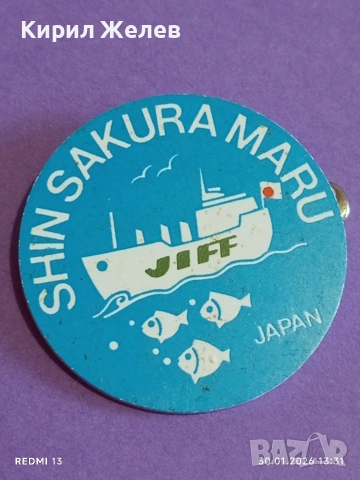 Кирил Желев
SHIN SAKURA MARU
JIFF
JAPAN
REDMI 13
30/01/2026 13:31